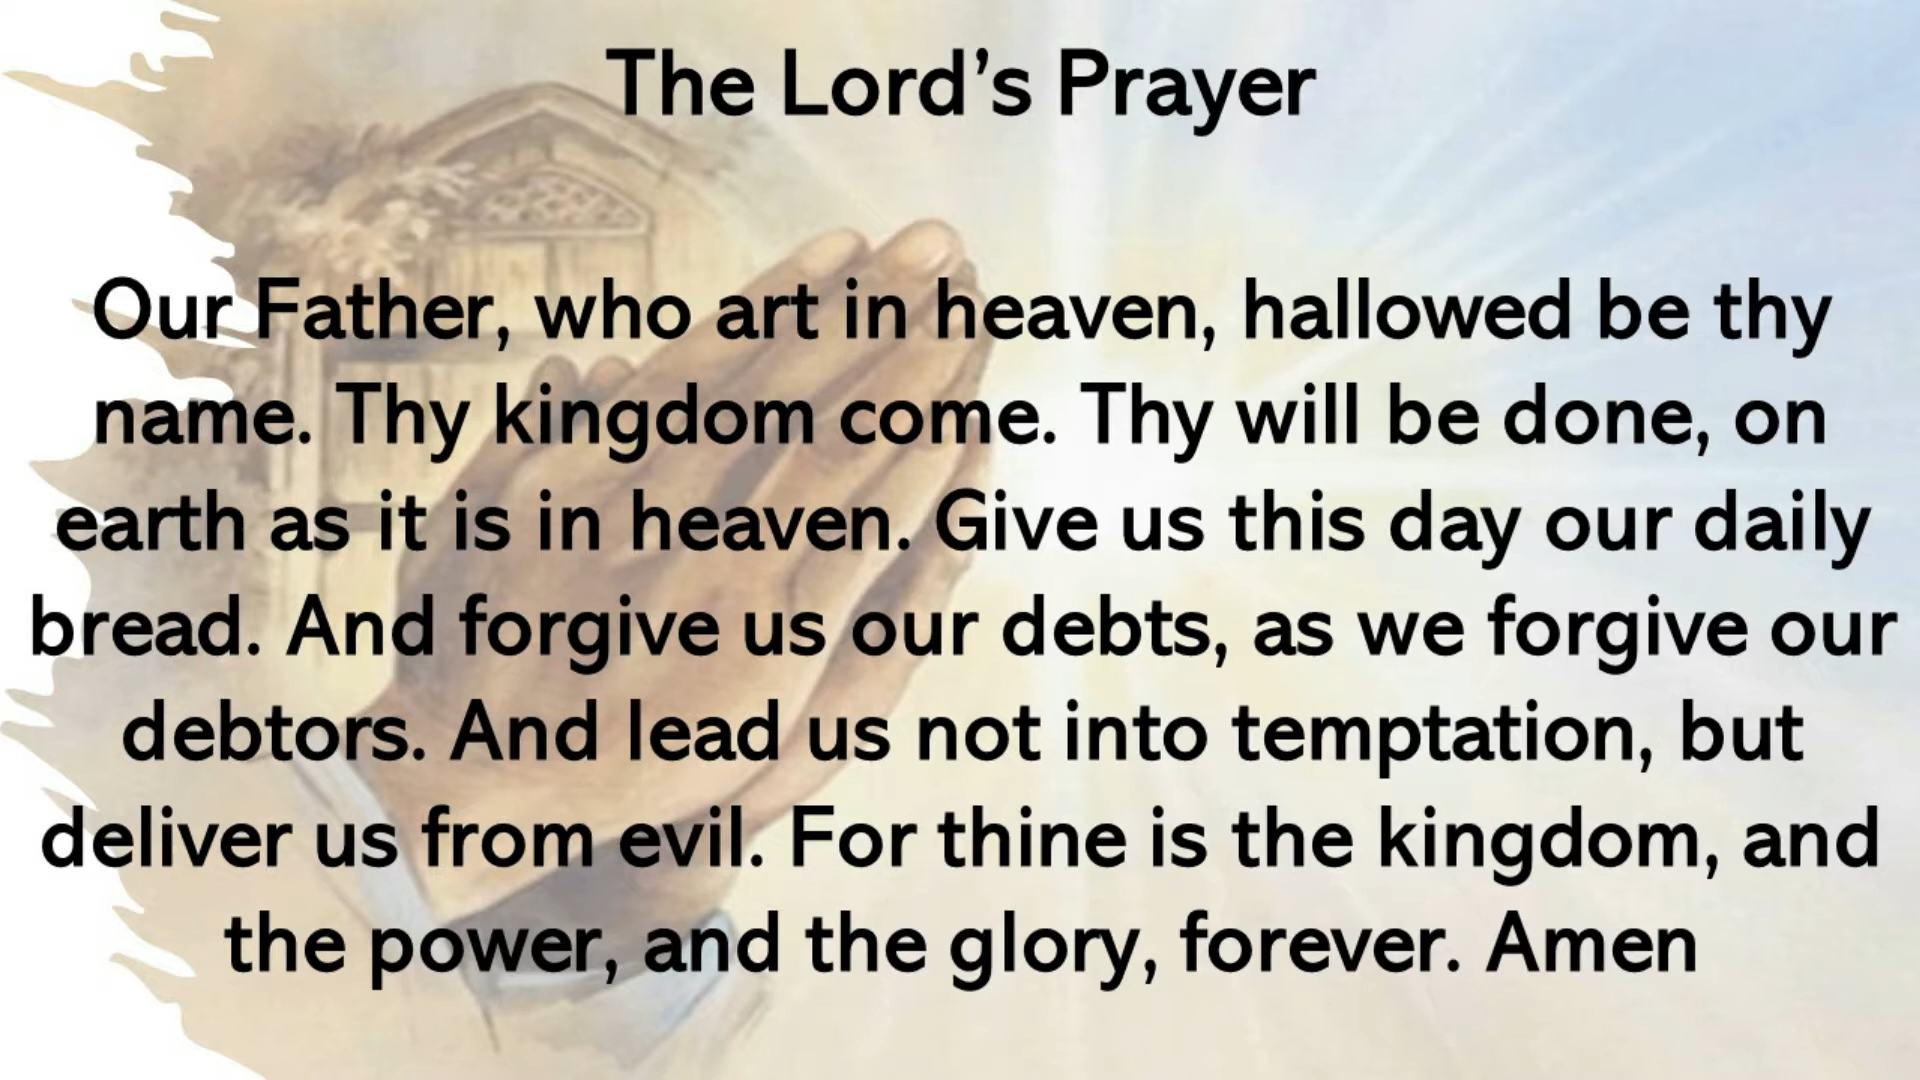 The Lord’s Prayer
Our Father, who art in heaven, hallowed be thy
name. Thy kingdom come. Thy will be done, on
earth as it is in heaven. Give us this day our daily
bread. And forgive us our debts, as we forgive our
debtors. And lead us not into temptation, but
deliver us from evil. For thine is the kingdom, and
the power, and the glory, forever. Amen